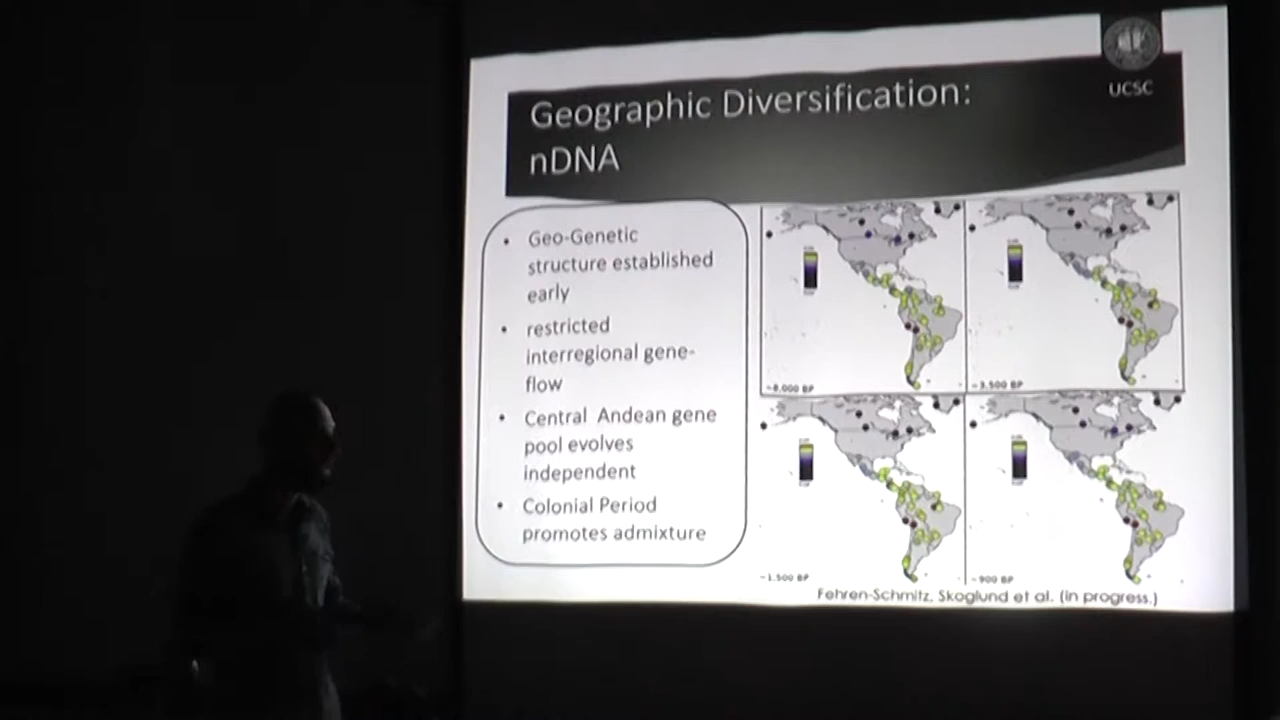 UCSC
Geographic Diversification:
nDNA
• Geo-Genetic
structure established
early
• restricted
interregional gene-
flow
• Central Andean gene
pool evolves
independent
• Colonial Period
promotes admixture
~8,000 BP
~3,500 BP
~1,500 BP
~900 BP
Fehren-Schmitz, Skoglund et al. (in progress.)